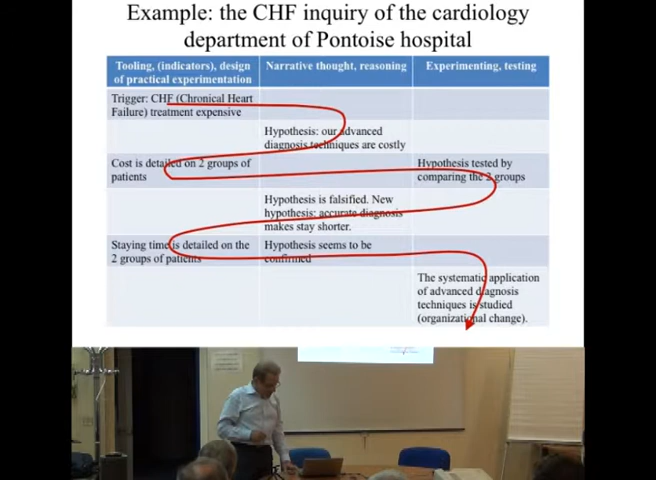 Example: the CHF inquiry of the cardiology
department of Pontoise hospital
Tooling, (indicators), design
of practical experimentation
Narrative thought, reasoning
Experimenting, testing
Trigger: CHF (Chronical Heart
Failure) treatment expensive
Hypothesis: our advanced
diagnosis techniques are costly
Cost is detailed on 2 groups of
patients
Hypothesis tested by
comparing the 2 groups
Hypothesis is falsified. New
hypothesis: accurate diagnosis
makes stay shorter.
Staying time is detailed on the
2 groups of patients
Hypothesis seems to be
confirmed
The systematic application
of advanced diagnosis
techniques is studied
(organizational change).